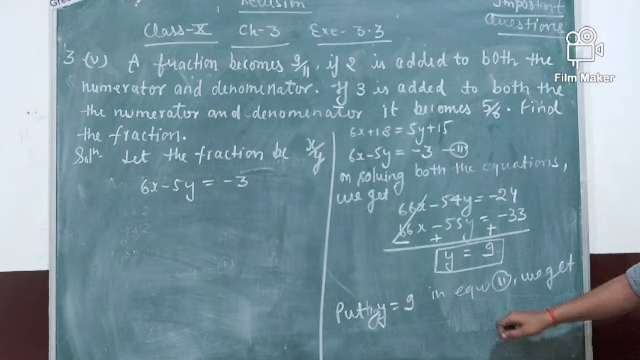 Revision
Important
Questions
Class-X Ch-3 Exe-3.3
Film Maker
3 (v) A fraction becomes 9/11, if 2 is added to both the
numerator and denominator. If 3 is added to both
the numerator and denominator it becomes 5/6. Find
the fraction.
Solⁿ Let the fraction be x/y
6x-5y = -3
6x+18 = 5y+15
6x-5y = -3 -(II)
on solving both the equations,
we get
66x-54y = -24
66x-55y = -33
- + +
y = 9
Putting y = 9 in equⁿ (II), we get